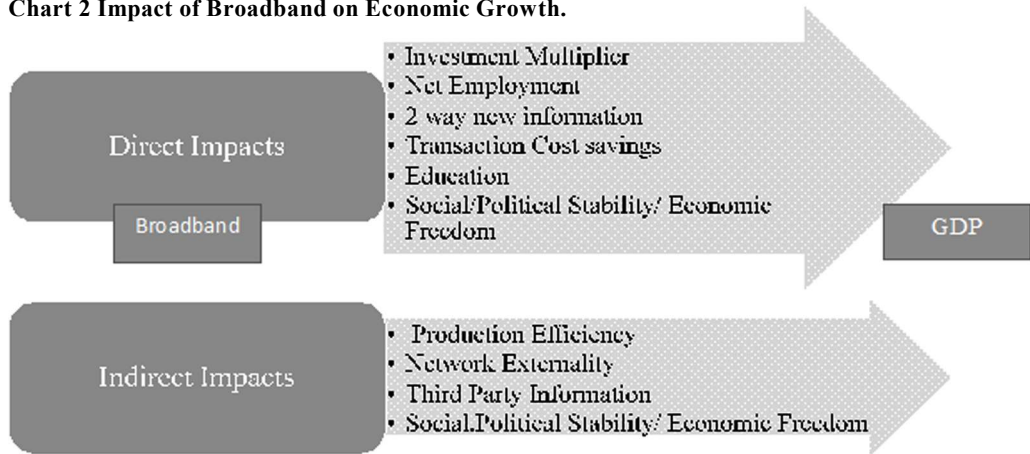 Chart 2 Impact of Broadband on Economic Growth.
Direct Impacts
Broadband
• Investment Multiplier
• Net Employment
• 2 way new information
• Transaction Cost savings
• Education
• Social/Political Stability/ Economic
Freedom
GDP
Indirect Impacts
• Production Efficiency
• Network Externality
• Third Party Information
• Social.Political Stability/ Economic Freedom